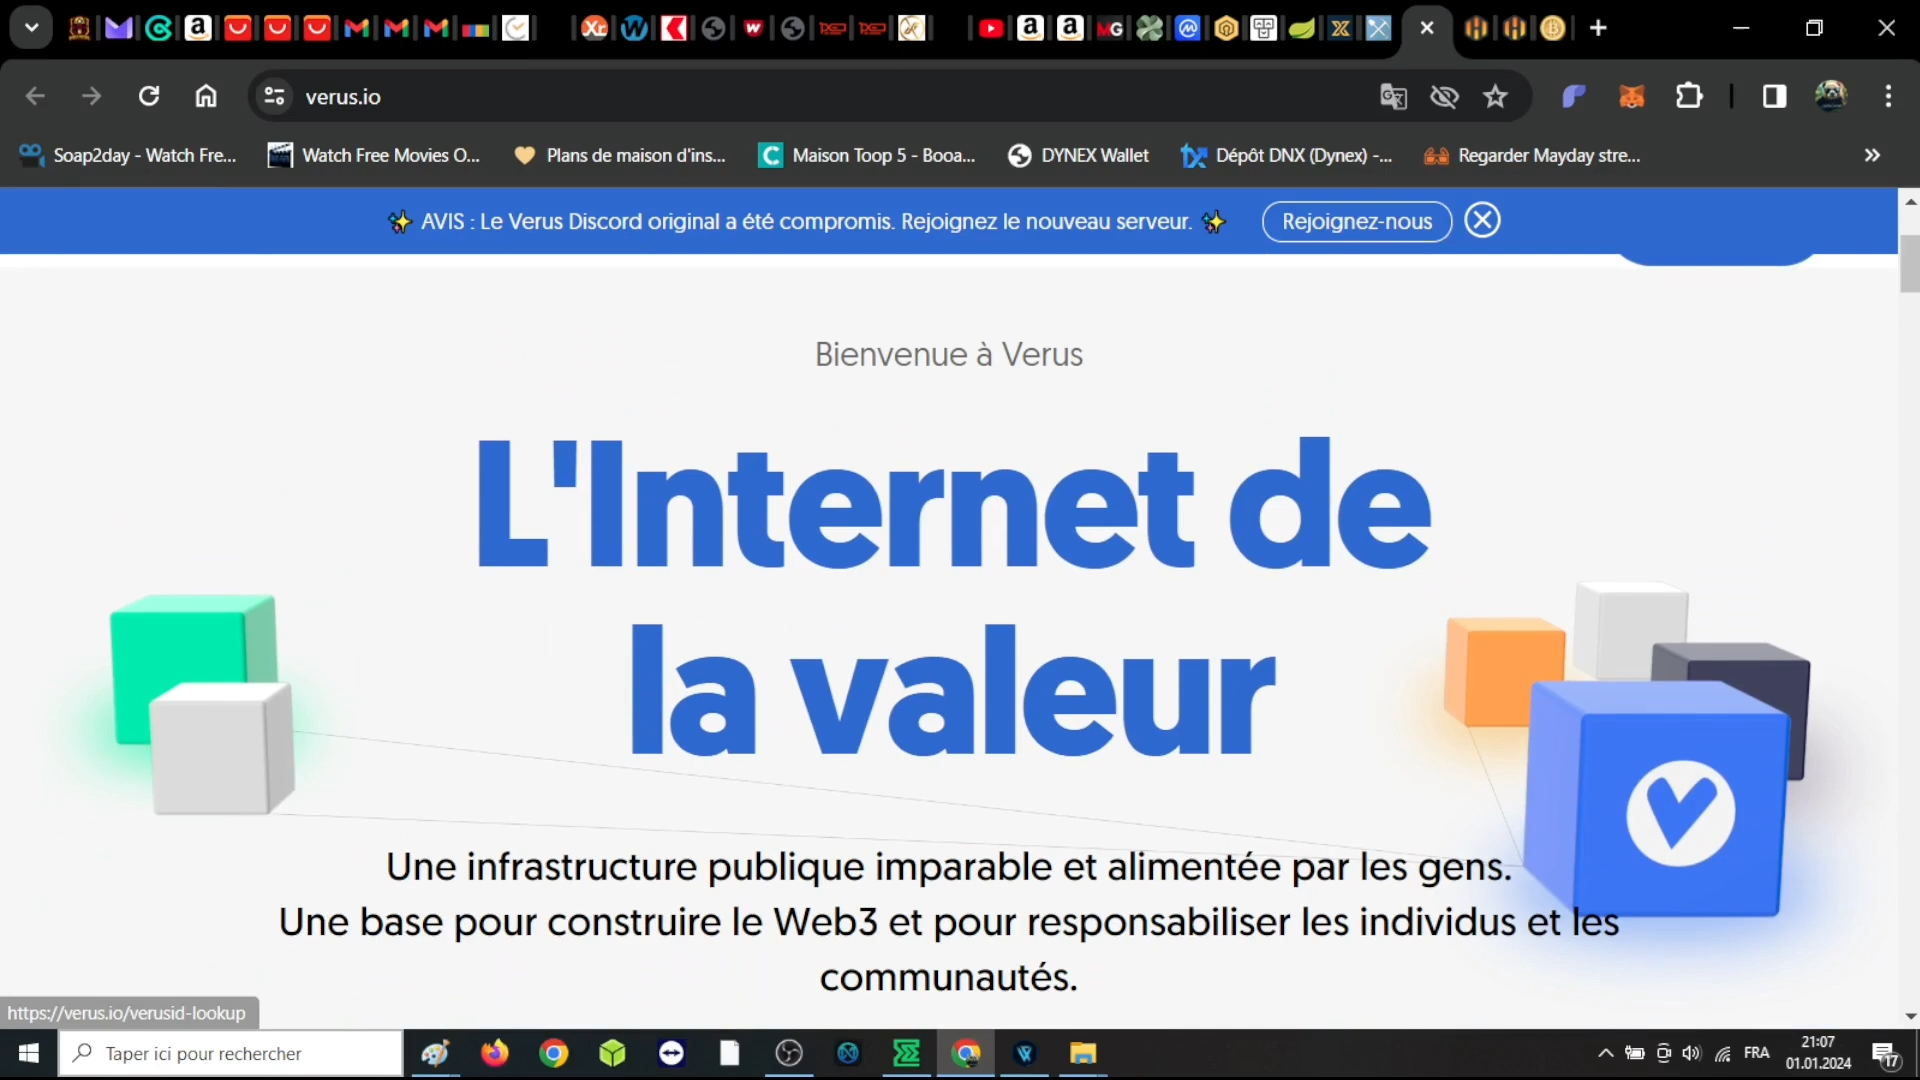 verus.io
Soap2day - Watch Fre...
Watch Free Movies O...
Plans de maison d'ins...
Maison Toop 5 - Booa...
DYNEX Wallet
Dépôt DNX (Dynex) -...
Regarder Mayday stre...
AVIS : Le Verus Discord original a été compromis. Rejoignez le nouveau serveur.
Rejoignez-nous
Bienvenue à Verus
L'Internet de
la valeur
Une infrastructure publique imparable et alimentée par les gens.
Une base pour construire le Web3 et pour responsabiliser les individus et les
communautés.
https://verus.io/verusid-lookup
Taper ici pour rechercher
FRA
21:07
01.01.2024
17